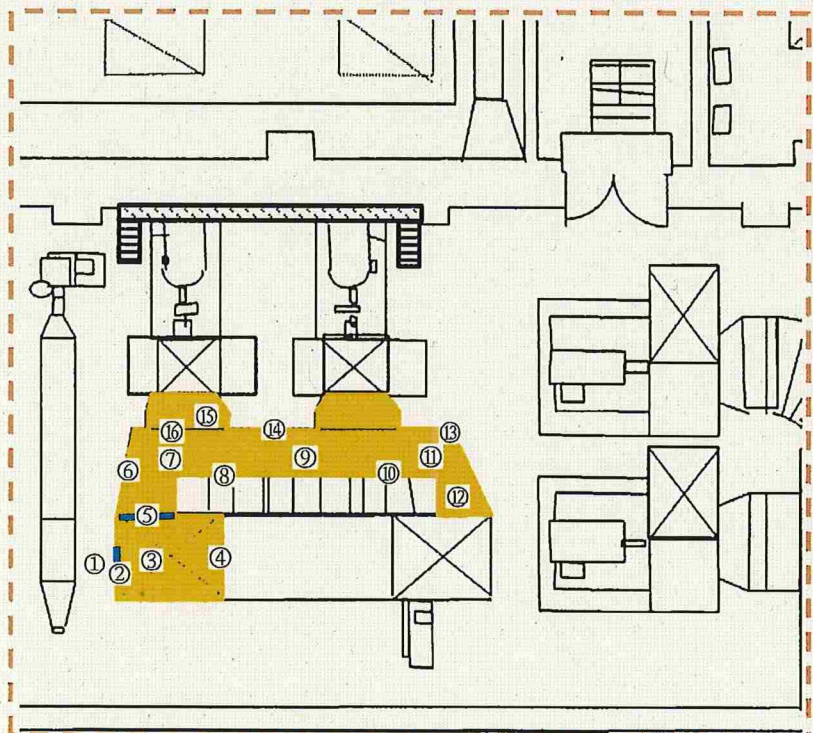 ⑮
⑯ ⑭ ⑬
⑥ ⑦ ⑨ ⑪
⑧ ⑩
⑫
⑤
① ③ ④
②